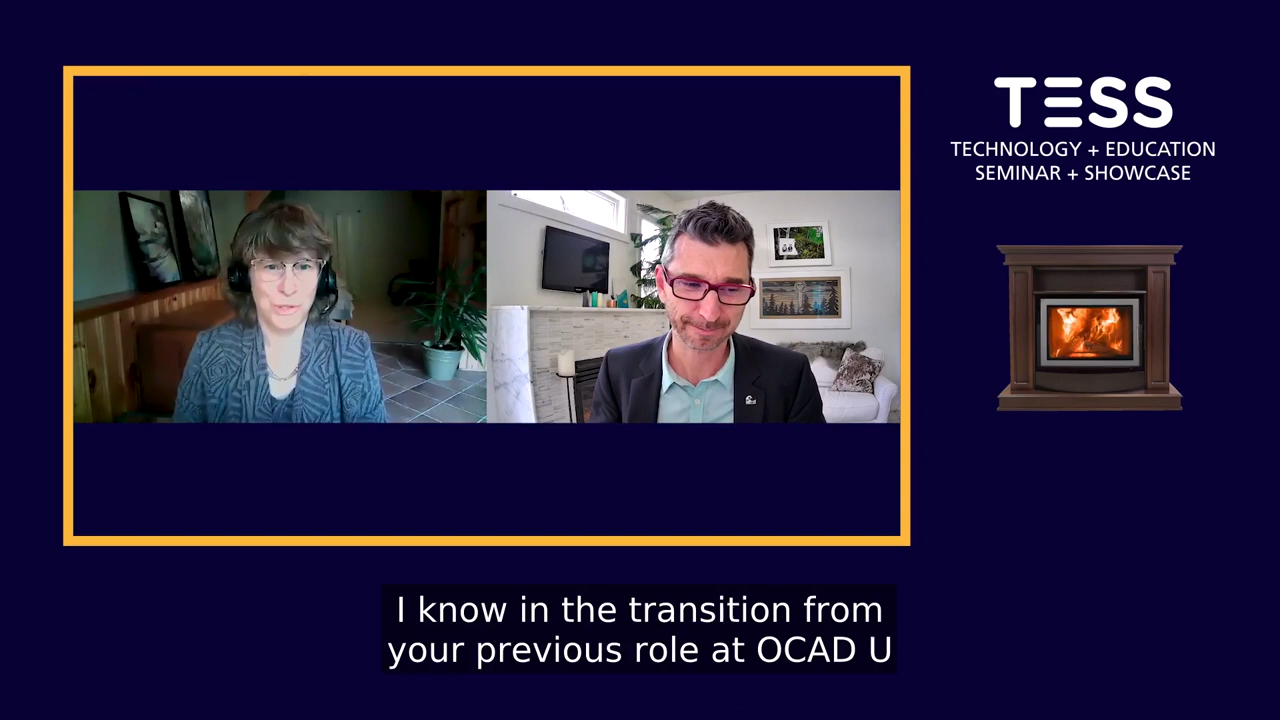 TESS
TECHNOLOGY + EDUCATION
SEMINAR + SHOWCASE
I know in the transition from
your previous role at OCAD U